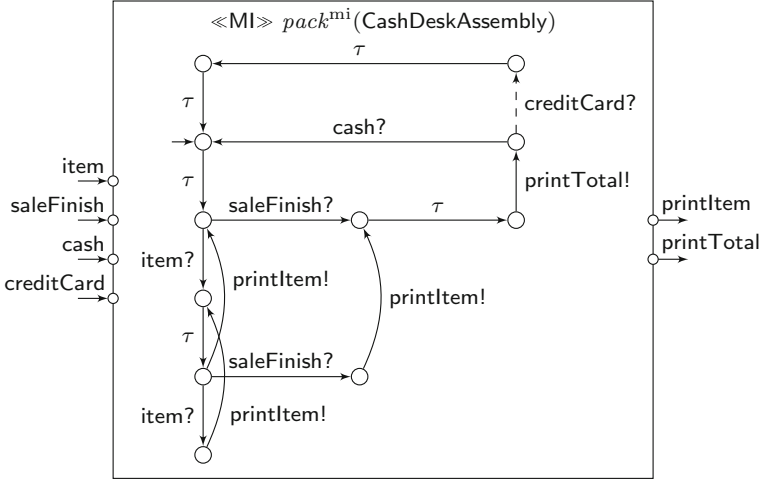 ≪MI≫ pack^mi(CashDeskAssembly)
τ
τ
creditCard?
cash?
τ
item
printTotal!
saleFinish
saleFinish?
τ
printItem
cash
item?
printTotal
creditCard
printItem!
printItem!
τ
saleFinish?
item?
printItem!